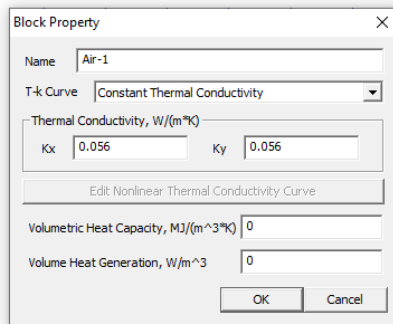 Block Property
Name Air-1
T-k Curve Constant Thermal Conductivity
Thermal Conductivity, W/(m*K)
Kx 0.056 Ky 0.056
Edit Nonlinear Thermal Conductivity Curve
Volumetric Heat Capacity, MJ/(m^3*K) 0
Volume Heat Generation, W/m^3 0
OK Cancel